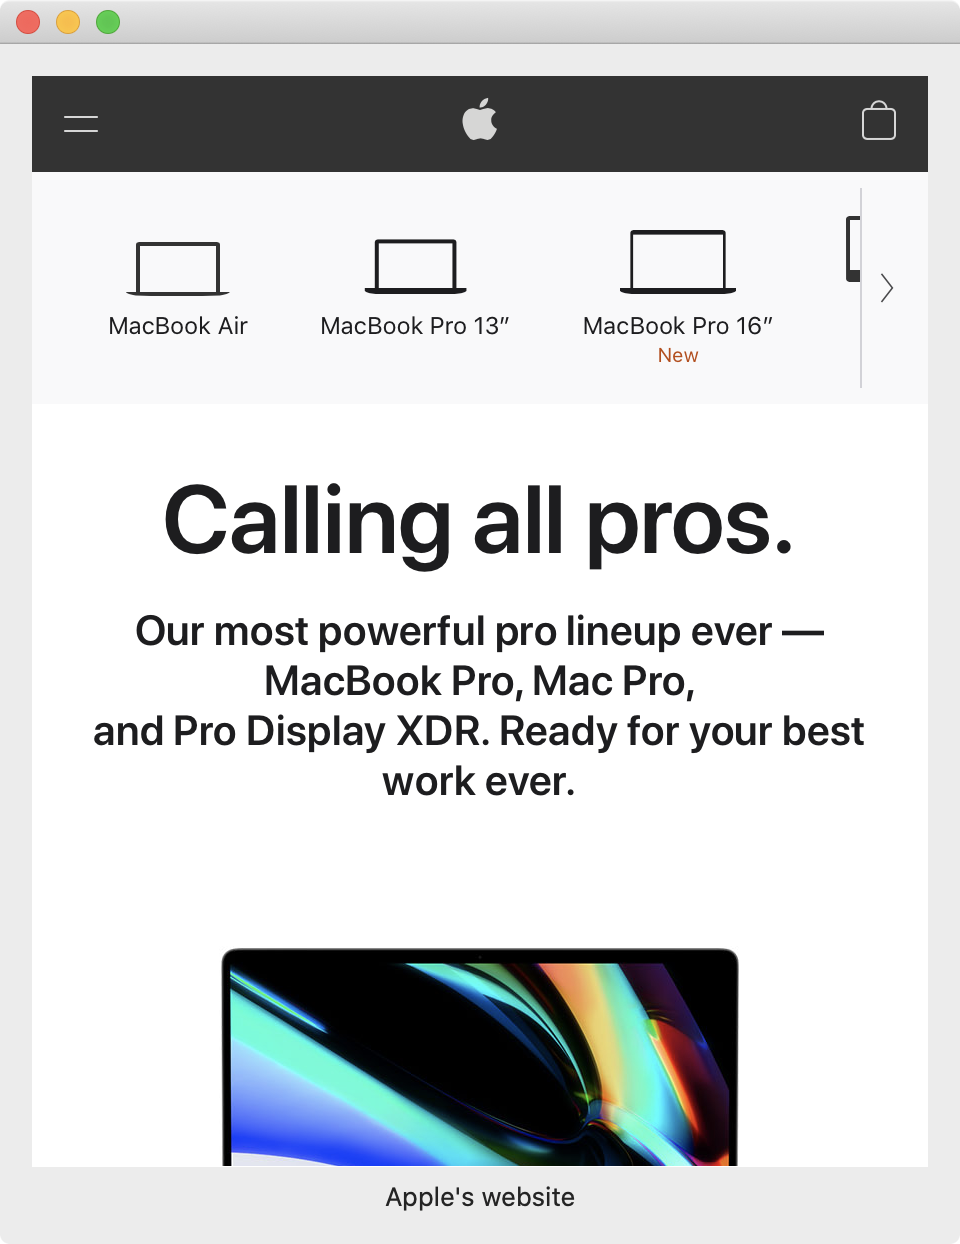 MacBook Air
MacBook Pro 13”
MacBook Pro 16”
New
Calling all pros.
Our most powerful pro lineup ever —
MacBook Pro, Mac Pro,
and Pro Display XDR. Ready for your best
work ever.
Apple's website